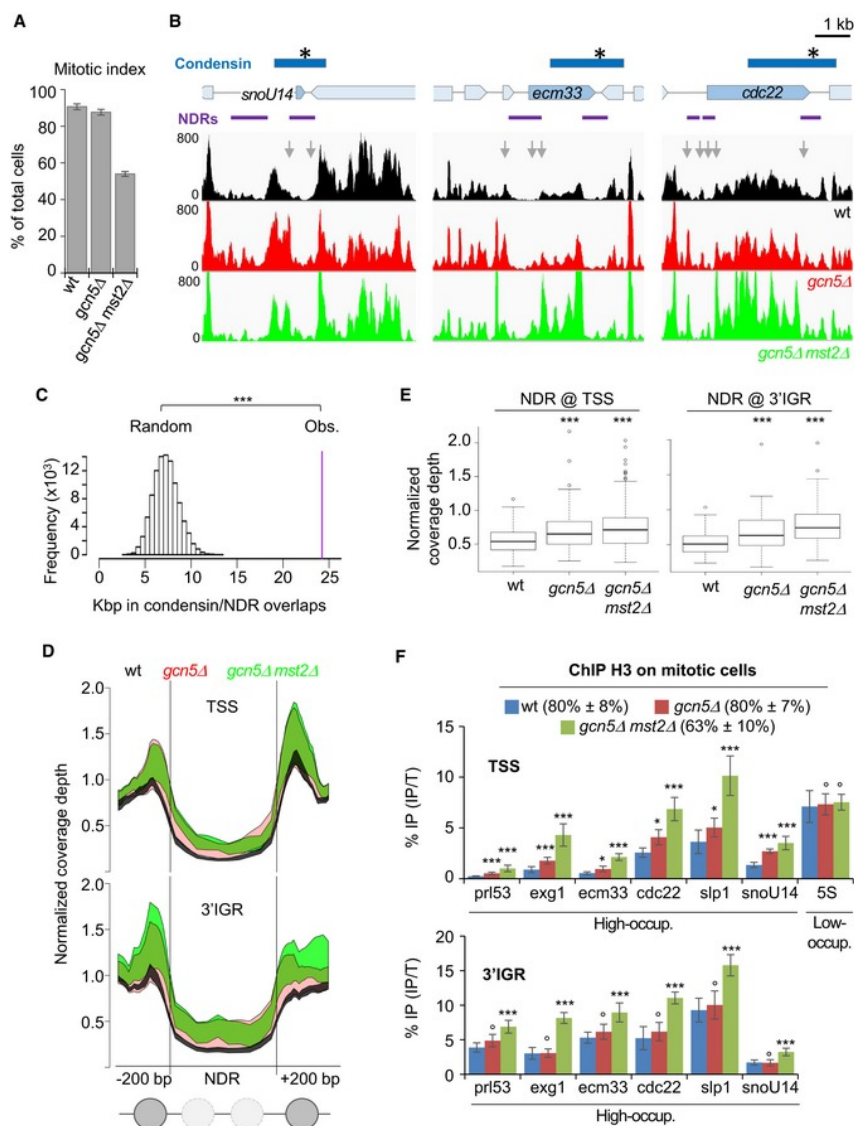 A
Mitotic index
% of total cells
100
80
60
40
20
0
wt
gcn5Δ
gcn5Δ mst2Δ
B
1 kb
Condensin
*
*
*
snoU14
ecm33
cdc22
NDRs
800
0
wt
800
0
gcn5Δ
800
0
gcn5Δ mst2Δ
C
***
Random
Obs.
Frequency (x10³)
12
8
4
0
0 5 10 15 20 25
Kbp in condensin/NDR overlaps
D
wt gcn5Δ gcn5Δ mst2Δ
Normalized coverage depth
TSS
2.0
1.5
1.0
0.5
3'IGR
2.0
1.5
1.0
0.5
-200 bp NDR +200 bp
E
NDR @ TSS
NDR @ 3'IGR
*** ***
*** ***
Normalized
coverage depth
2.0
1.5
1.0
0.5
wt gcn5Δ gcn5Δ
mst2Δ
wt gcn5Δ gcn5Δ
mst2Δ
F
ChIP H3 on mitotic cells
wt (80% ± 8%) gcn5Δ (80% ± 7%)
gcn5Δ mst2Δ (63% ± 10%)
TSS
% IP (IP/T)
15
10
5
0
*** *** *** *** * *** * *** * *** *** *** ° °
prl53 exg1 ecm33 cdc22 slp1 snoU14 5S
High-occup.
Low-
occup.
3'IGR
% IP (IP/T)
20
15
10
5
0
° *** ° *** ° *** ° *** ° *** ° ***
prl53 exg1 ecm33 cdc22 slp1 snoU14
High-occup.